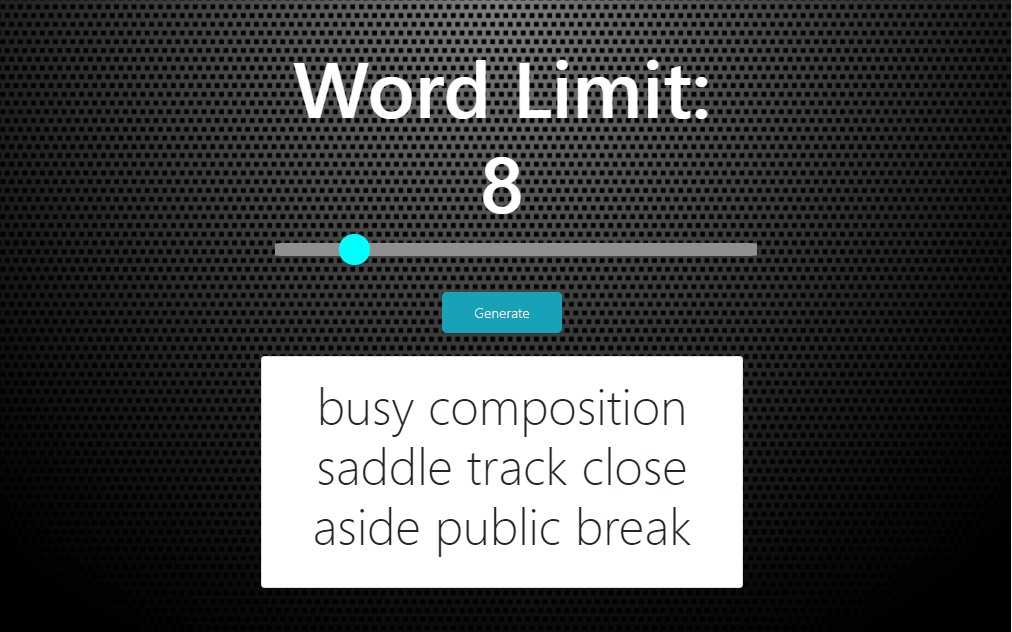 Word Limit:
8
Generate
busy composition
saddle track close
aside public break